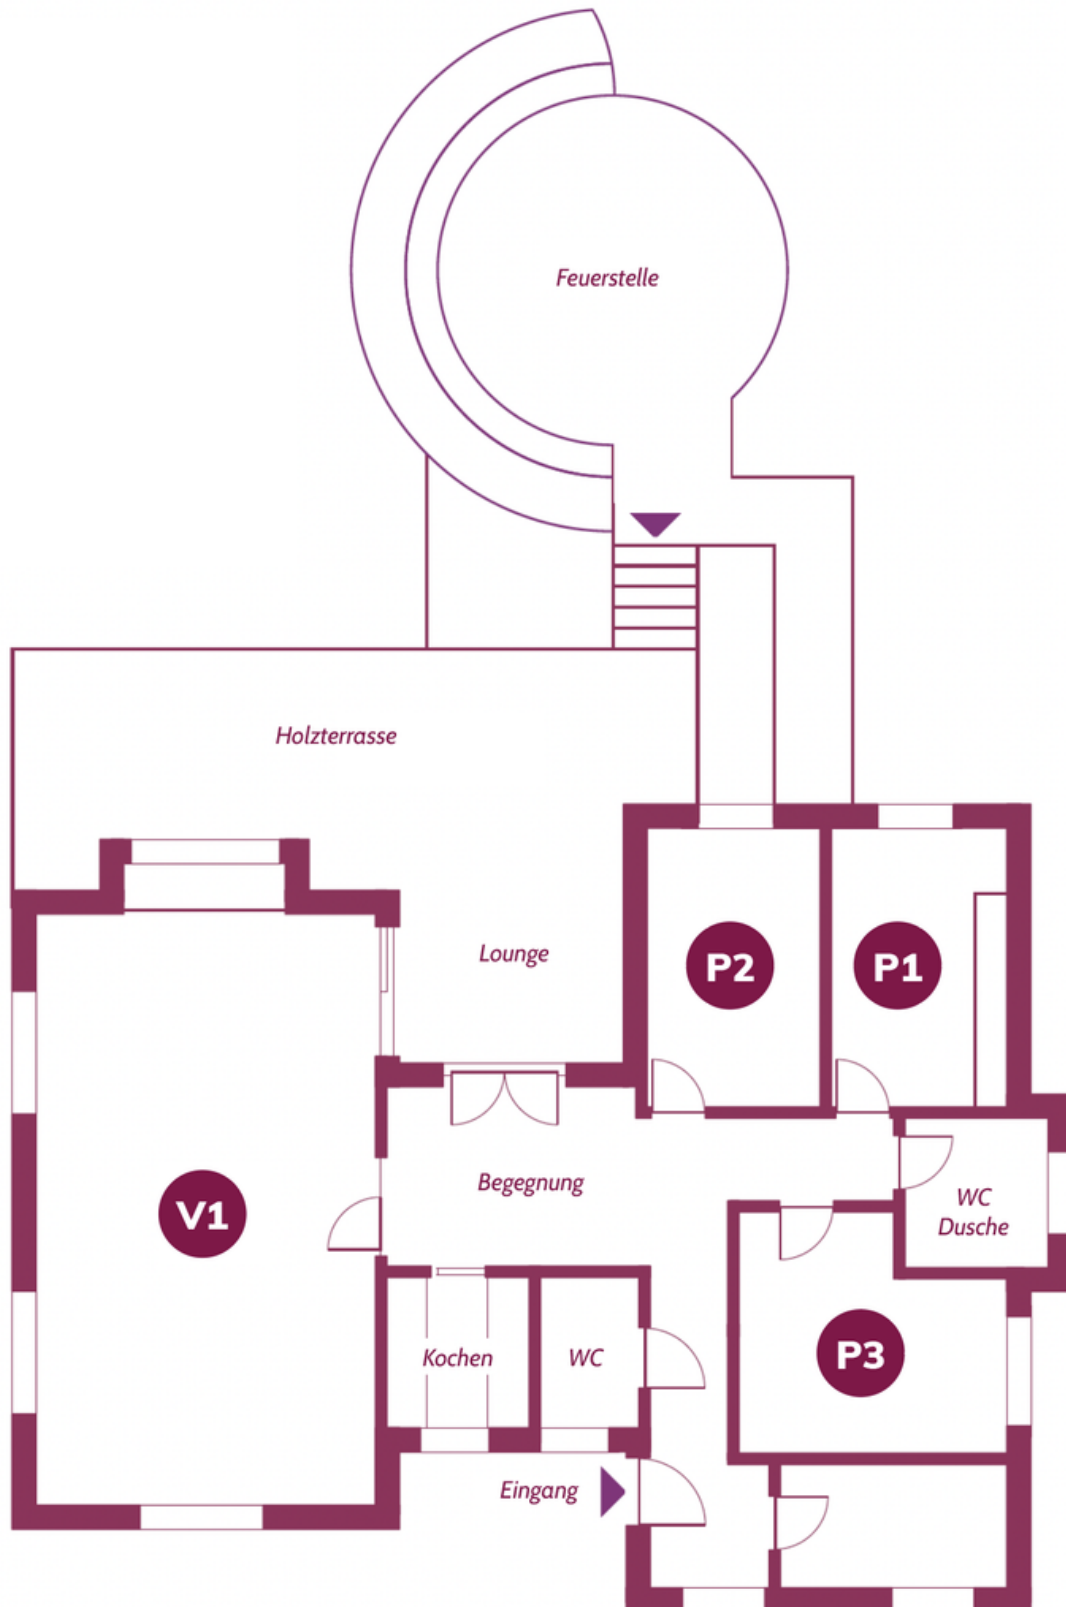 Feuerstelle
Holzterrasse
Lounge
P2
P1
Begegnung
V1
WC
Dusche
Kochen
WC
P3
Eingang